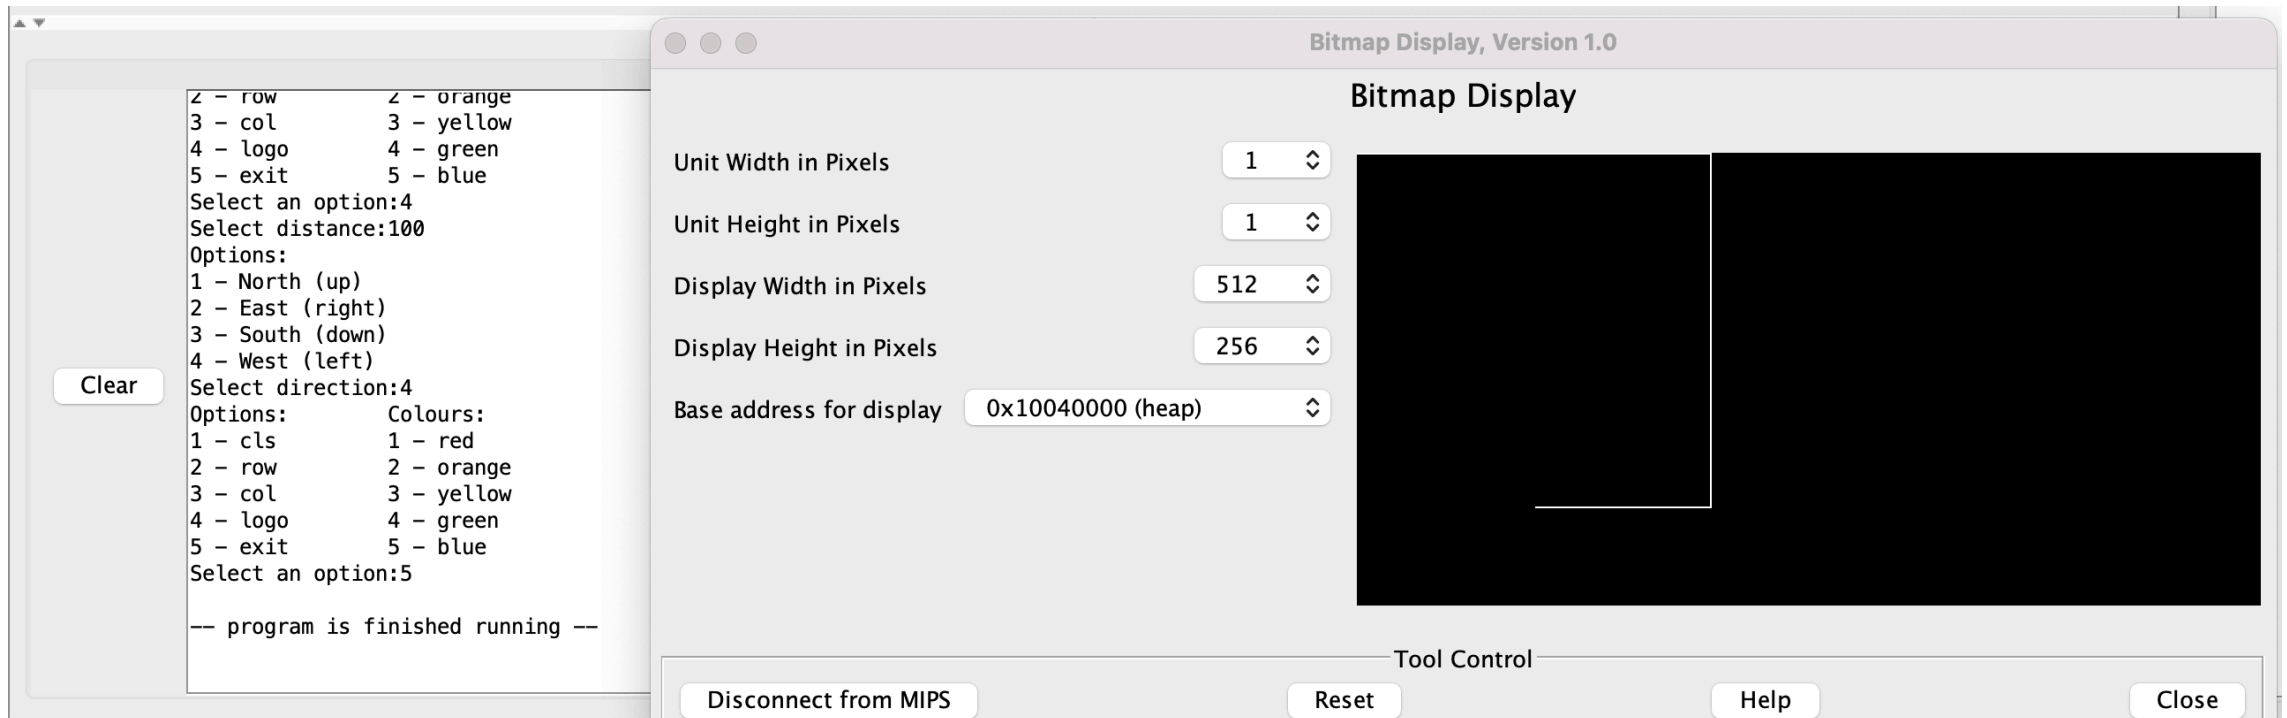 2 – row          2 – orange
3 – col          3 – yellow
4 – logo         4 – green
5 – exit         5 – blue
Select an option:4
Select distance:100
Options:
1 – North (up)
2 – East (right)
3 – South (down)
4 – West (left)
Select direction:4
Options:         Colours:
1 – cls          1 – red
2 – row          2 – orange
3 – col          3 – yellow
4 – logo         4 – green
5 – exit         5 – blue
Select an option:5
-- program is finished running --
Clear
Bitmap Display, Version 1.0
Bitmap Display
Unit Width in Pixels 1
Unit Height in Pixels 1
Display Width in Pixels 512
Display Height in Pixels 256
Base address for display 0x10040000 (heap)
Tool Control
Disconnect from MIPS Reset Help Close